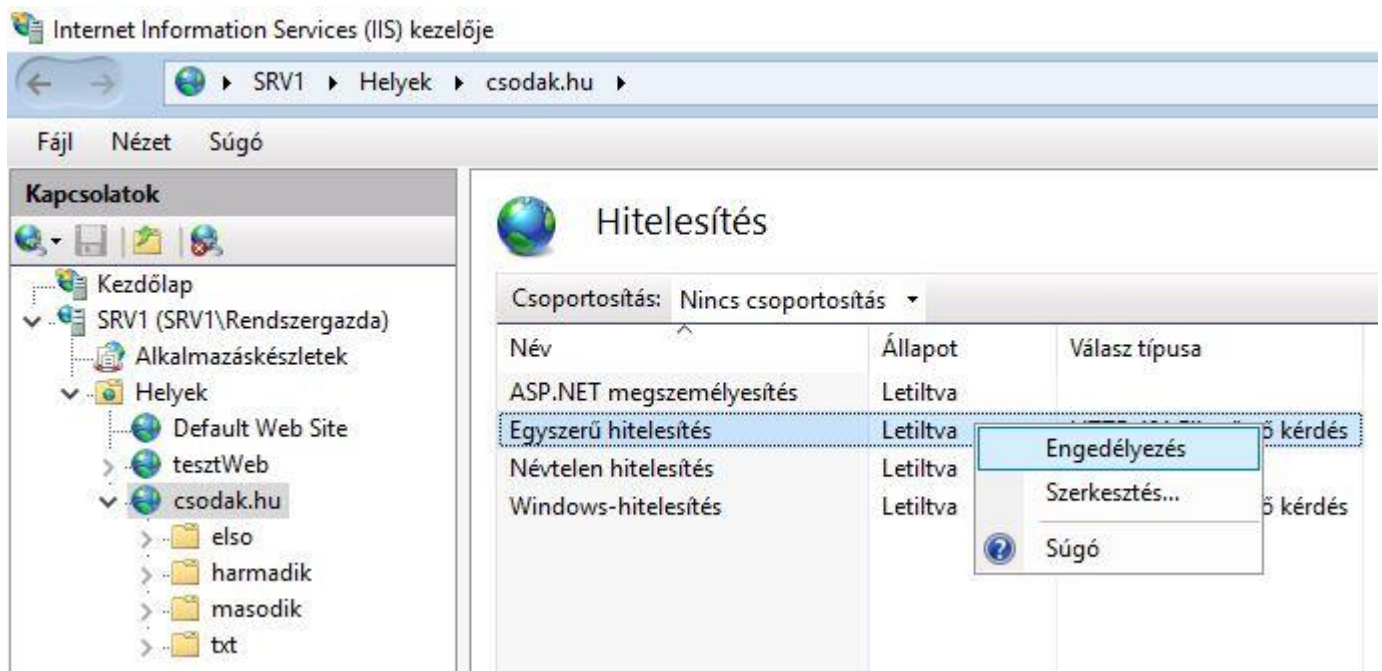 Internet Information Services (IIS) kezelője
SRV1 Helyek csodak.hu
Fájl Nézet Súgó
Kapcsolatok
Kezdőlap
SRV1 (SRV1\Rendszergazda)
Alkalmazáskészletek
Helyek
Default Web Site
tesztWeb
csodak.hu
elso
harmadik
masodik
txt
Hitelesítés
Csoportosítás: Nincs csoportosítás
Név Állapot Válasz típusa
ASP.NET megszemélyesítés Letiltva
Egyszerű hitelesítés Letiltva kérdés
Névtelen hitelesítés Letiltva
Windows-hitelesítés Letiltva kérdés
Engedélyezés
Szerkesztés...
Súgó